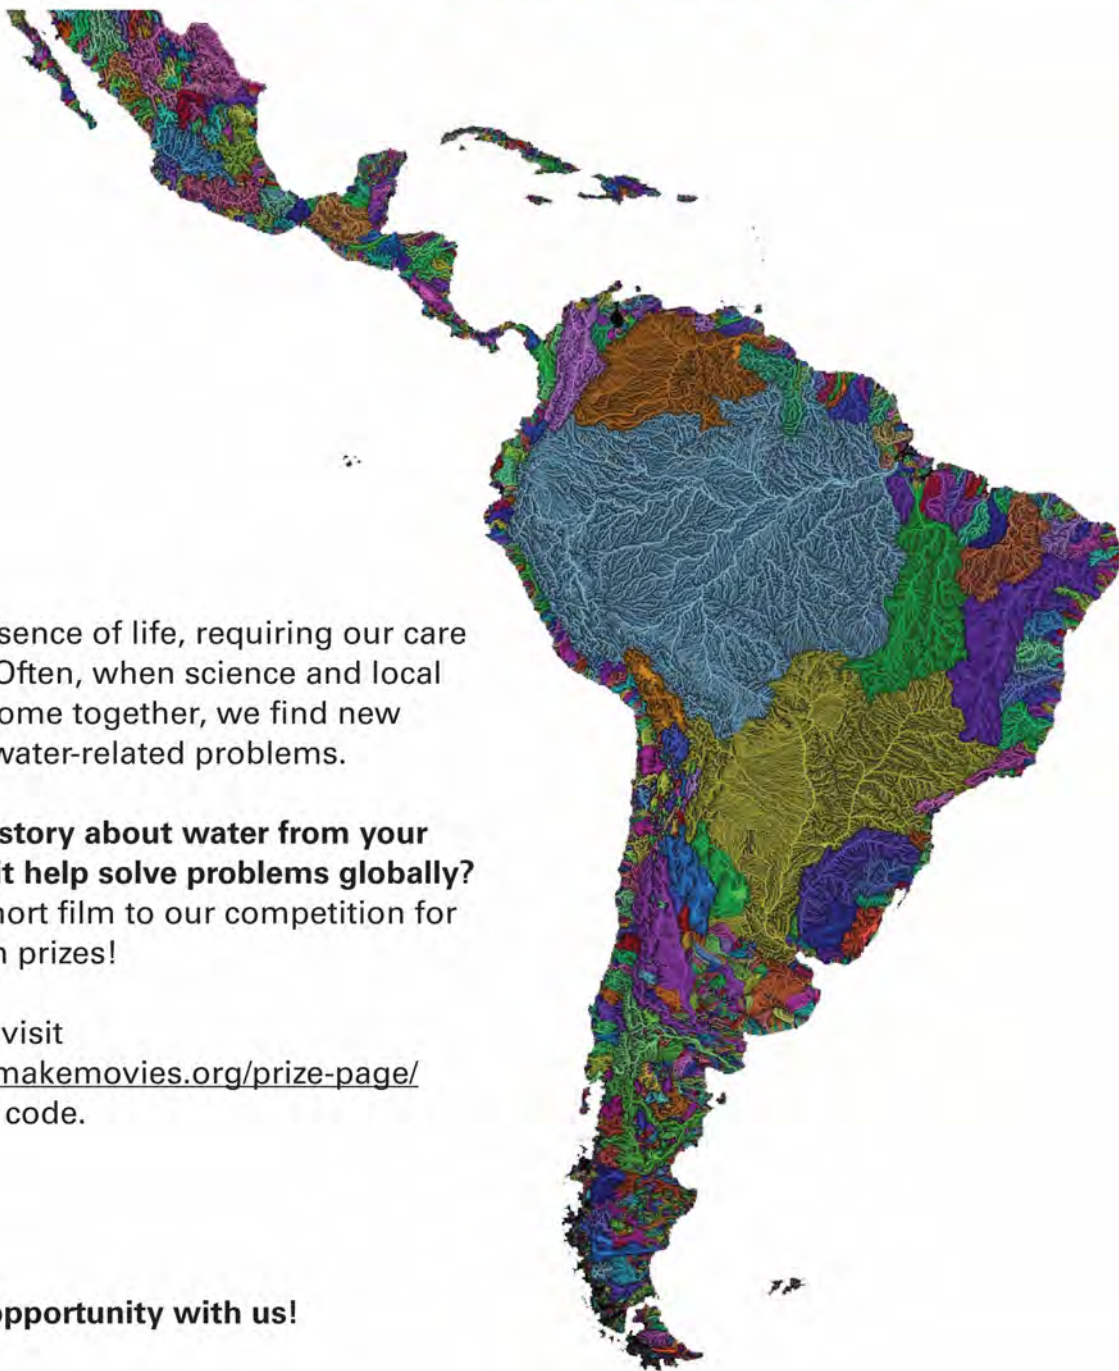 sence of life, requiring our care
Often, when science and local
ome together, we find new
water-related problems.
story about water from your
it help solve problems globally?
hort film to our competition for
n prizes!
visit
makemovies.org/prize-page/
code.
opportunity with us!